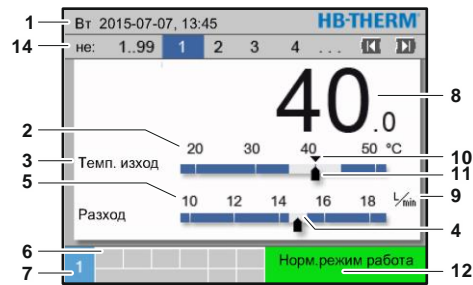 1
Вт 2015-07-07, 13:45
HB-THERM
14
не: 1..99 1 2 3 4 ...
40.0
8
2
20 30 40 50 °C
10
3
Темп. изход
11
5
10 12 14 16 18 L/min
9
Разход
4
6
7
1
Норм.режим работа
12